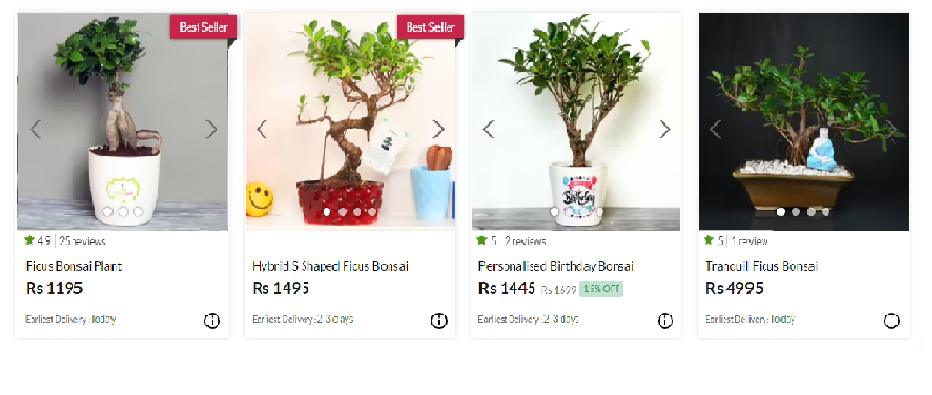 Best Seller
Best Seller
Birthday
4.9 | 25 reviews
Ficus Bonsai Plant
Rs 1195
Earliest Delivery : Today
Hybrid S Shaped Ficus Bonsai
Rs 1495
Earliest Delivery : 2-3 days
5 | 2 reviews
Personalised Birthday Bonsai
Rs 1445 Rs 1699 15% OFF
Earliest Delivery : 2-3 days
5 | 1 review
Tranquil Ficus Bonsai
Rs 4995
Earliest Delivery : Today